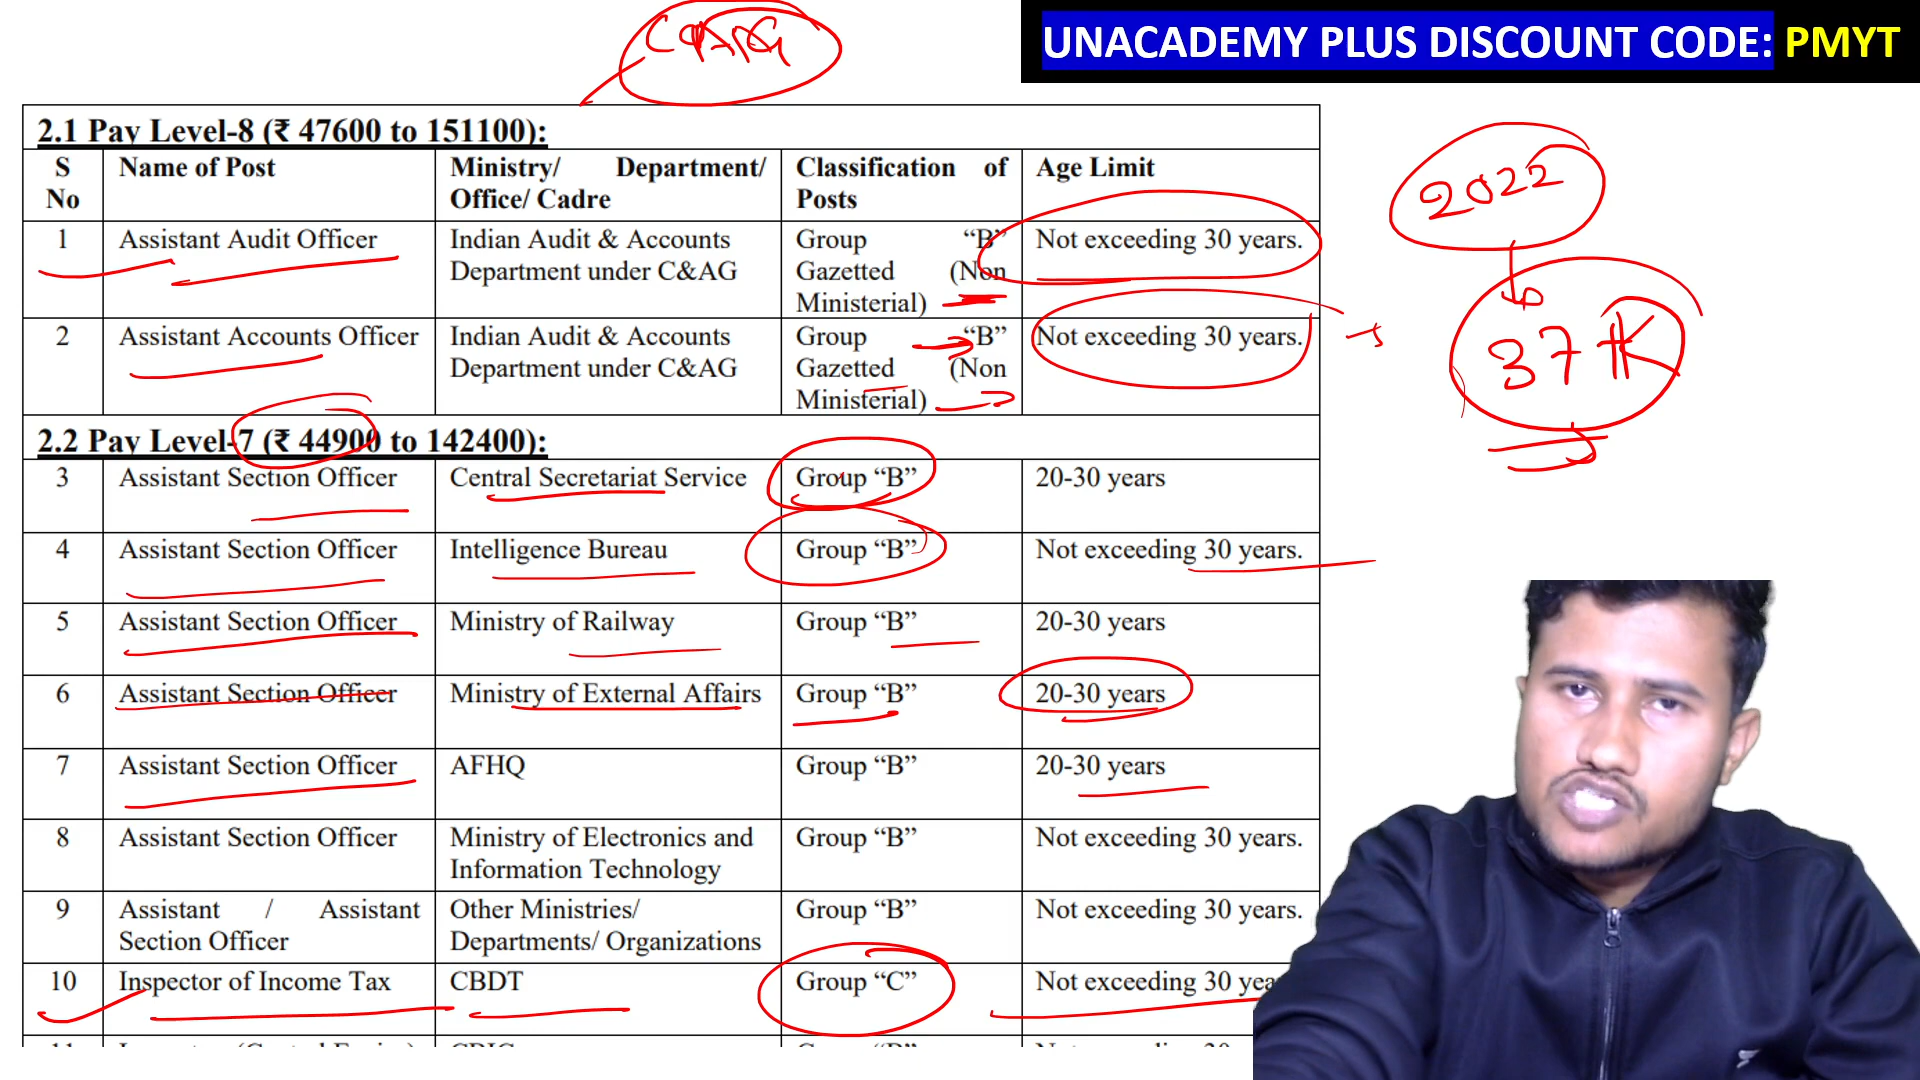 C&AG
UNACADEMY PLUS DISCOUNT CODE: PMYT
2.1 Pay Level-8 (₹ 47600 to 151100):
S No
Name of Post
Ministry/ Department/ Office/ Cadre
Classification of Posts
Age Limit
1
Assistant Audit Officer
Indian Audit & Accounts Department under C&AG
Group “B” Gazetted (Non Ministerial)
Not exceeding 30 years.
2
Assistant Accounts Officer
Indian Audit & Accounts Department under C&AG
Group “B” Gazetted (Non Ministerial)
Not exceeding 30 years.
2022
37 K
2.2 Pay Level-7 (₹ 44900 to 142400):
3
Assistant Section Officer
Central Secretariat Service
Group “B”
20-30 years
4
Assistant Section Officer
Intelligence Bureau
Group “B”
Not exceeding 30 years.
5
Assistant Section Officer
Ministry of Railway
Group “B”
20-30 years
6
Assistant Section Officer
Ministry of External Affairs
Group “B”
20-30 years
7
Assistant Section Officer
AFHQ
Group “B”
20-30 years
8
Assistant Section Officer
Ministry of Electronics and Information Technology
Group “B”
Not exceeding 30 years.
9
Assistant / Assistant Section Officer
Other Ministries/ Departments/ Organizations
Group “B”
Not exceeding 30 years.
10
Inspector of Income Tax
CBDT
Group “C”
Not exceeding 30 yea